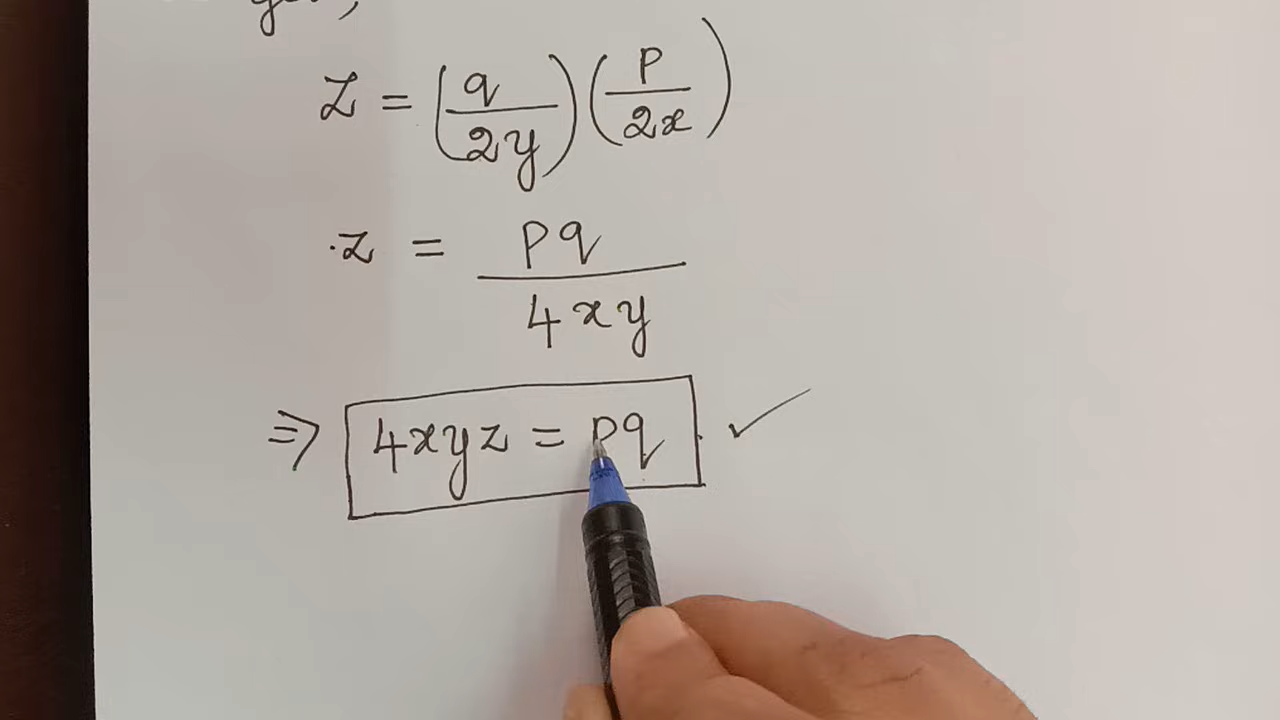 Z = (q/2y)(p/2x)
z = pq/4xy
⇒ 4xyz = pq ✓